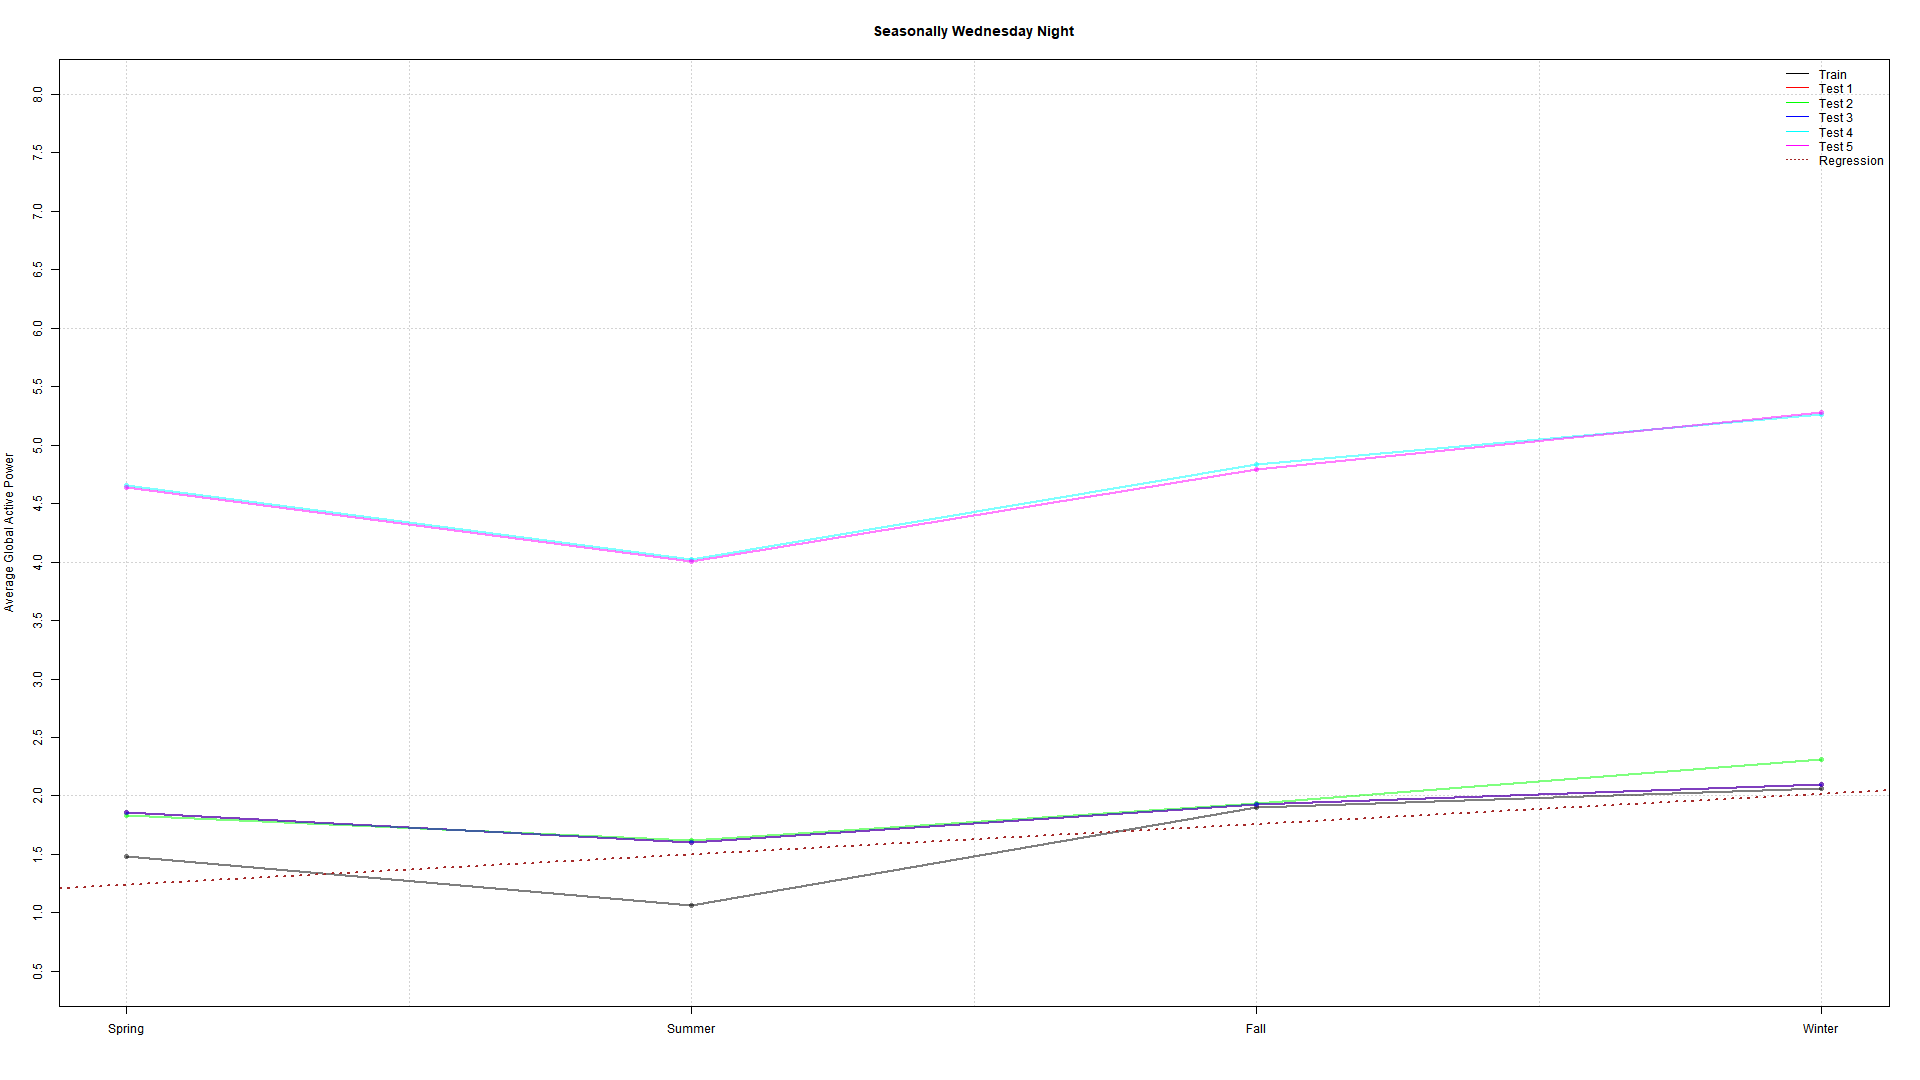 Seasonally Wednesday Night
Train
Test 1
Test 2
Test 3
Test 4
Test 5
Regression
Average Global Active Power
8.0
7.5
7.0
6.5
6.0
5.5
5.0
4.5
4.0
3.5
3.0
2.5
2.0
1.5
1.0
0.5
Spring Summer Fall Winter